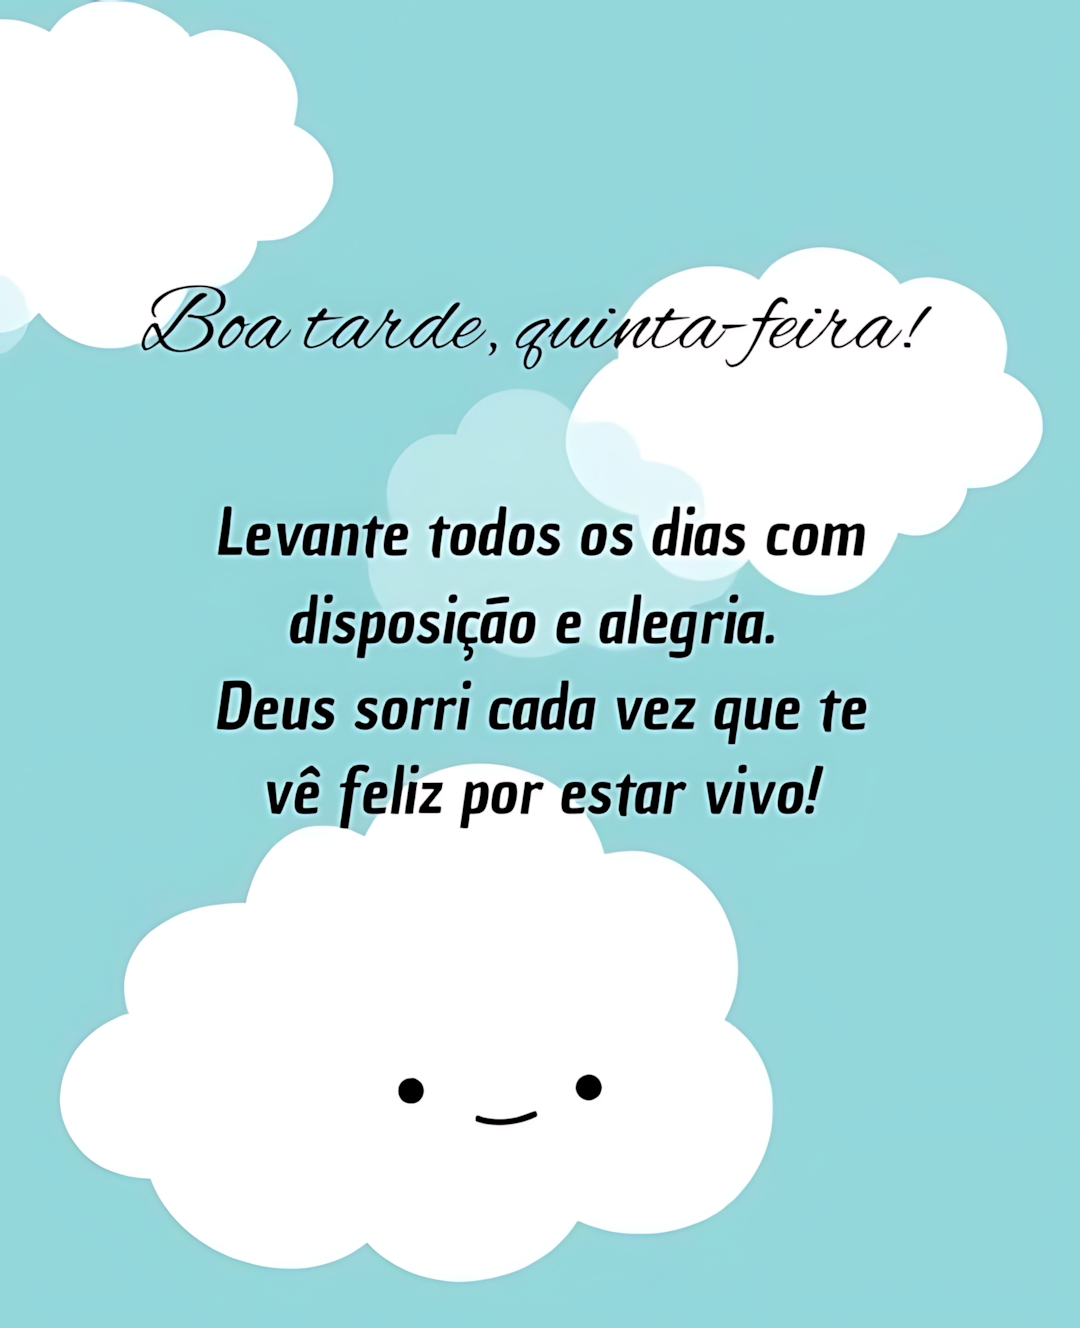 Boa tarde, quinta-feira!
Levante todos os dias com
disposição e alegria.
Deus sorri cada vez que te
vê feliz por estar vivo!